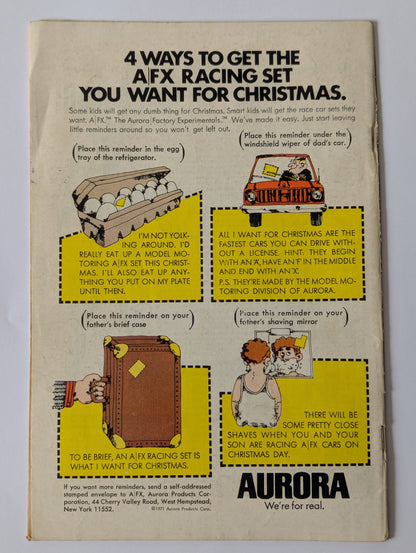 4 WAYS TO GET THE
A/FX RACING SET
YOU WANT FOR CHRISTMAS.
Some kids will get any dumb thing for Christmas. Smart kids will get the race car sets they
want, A/FX.™ The Aurora Factory Experimentals.™ We've made it easy. Just start leaving
little reminders around so you won't get left out.
(Place this reminder in the egg
tray of the refrigerator.)
I'M NOT YOLK-
ING AROUND. I'D
REALLY EAT UP A MODEL MO-
TORING A/FX SET THIS CHRIST-
MAS. I'LL ALSO EAT UP ANY-
THING YOU PUT ON MY PLATE
UNTIL THEN.
(Place this reminder under the
windshield wiper of dad's car.)
ALL I WANT FOR CHRISTMAS ARE THE
FASTEST CARS YOU CAN DRIVE WITH-
OUT A LICENSE. HINT: THEY BEGIN
WITH AN 'A', HAVE AN 'F' IN THE MIDDLE
AND END WITH AN 'X'.
P.S. THEY'RE MADE BY THE MODEL MO-
TORING DIVISION OF AURORA.
(Place this reminder on your
father's brief case)
TO BE BRIEF, AN A/FX RACING SET IS
WHAT I WANT FOR CHRISTMAS.
(Place this reminder on your
father's shaving mirror)
THERE WILL BE
SOME PRETTY CLOSE
SHAVES WHEN YOU AND YOUR
SON ARE RACING A/FX CARS ON
CHRISTMAS DAY.
If you want more reminders, send a self-addressed
stamped envelope to A/FX, Aurora Products Cor-
poration, 44 Cherry Valley Road, West Hempstead,
New York 11552.
©1971 Aurora Products Corp.
AURORA
We're for real.